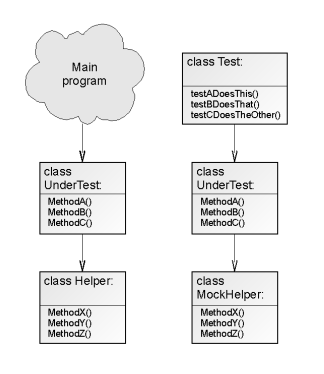 Main
program
class
UnderTest:
MethodA()
MethodB()
MethodC()
class Helper:
MethodX()
MethodY()
MethodZ()
class Test:
testADoesThis()
testBDoesThat()
testCDoesTheOther()
class
UnderTest:
MethodA()
MethodB()
MethodC()
class
MockHelper:
MethodX()
MethodY()
MethodZ()